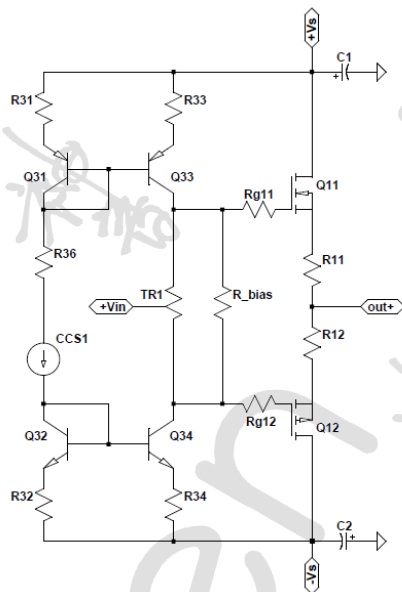 +Vs
C1
R31
R33
Q31
Q33
Rg11
Q11
R36
R11
+Vin
TR1
R_bias
out+
CCS1
R12
Rg12
Q32
Q34
Q12
R32
R34
C2
-Vs